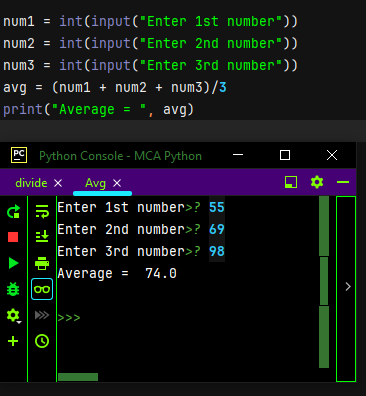 num1 = int(input("Enter 1st number"))
num2 = int(input("Enter 2nd number"))
num3 = int(input("Enter 3rd number"))
avg = (num1 + num2 + num3)/3
print("Average = ", avg)
PC Python Console - MCA Python
divide Avg
Enter 1st number>? 55
Enter 2nd number>? 69
Enter 3rd number>? 98
Average =  74.0
>>>